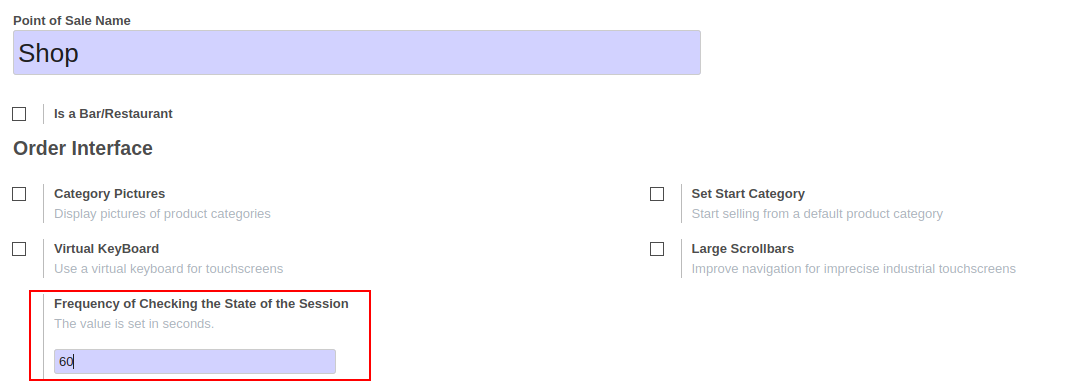 Point of Sale Name
Shop
Is a Bar/Restaurant
Order Interface
Category Pictures
Display pictures of product categories
Set Start Category
Start selling from a default product category
Virtual KeyBoard
Use a virtual keyboard for touchscreens
Large Scrollbars
Improve navigation for imprecise industrial touchscreens
Frequency of Checking the State of the Session
The value is set in seconds.
60